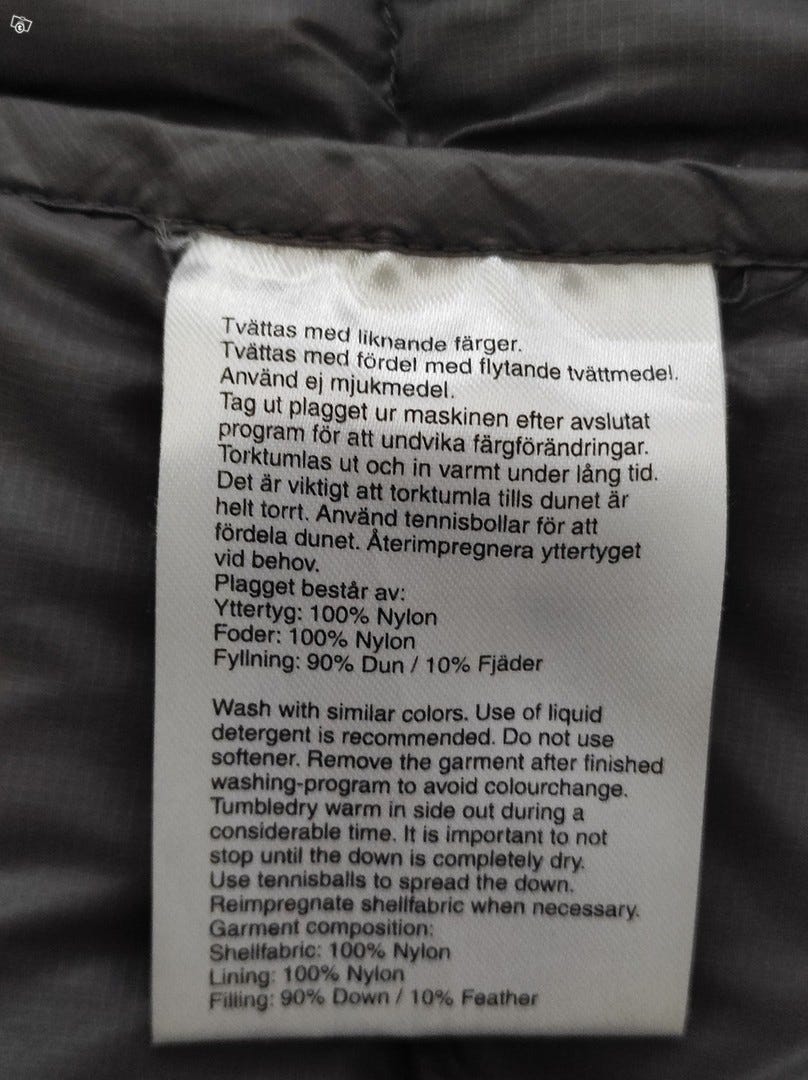 Tvättas med liknande färger.
Tvättas med fördel med flytande tvättmedel.
Använd ej mjukmedel.
Tag ut plagget ur maskinen efter avslutat
program för att undvika färgförändringar.
Torktumlas ut och in varmt under lång tid.
Det är viktigt att torktumla tills dunet är
helt torrt. Använd tennisbollar för att
fördela dunet. Återimpregnera yttertyget
vid behov.
Plagget består av:
Yttertyg: 100% Nylon
Foder: 100% Nylon
Fyllning: 90% Dun / 10% Fjäder
Wash with similar colors. Use of liquid
detergent is recommended. Do not use
softener. Remove the garment after finished
washing-program to avoid colourchange.
Tumbledry warm in side out during a
considerable time. It is important to not
stop until the down is completely dry.
Use tennisballs to spread the down.
Reimpregnate shellfabric when necessary.
Garment composition:
Shellfabric: 100% Nylon
Lining: 100% Nylon
Filling: 90% Down / 10% Feather